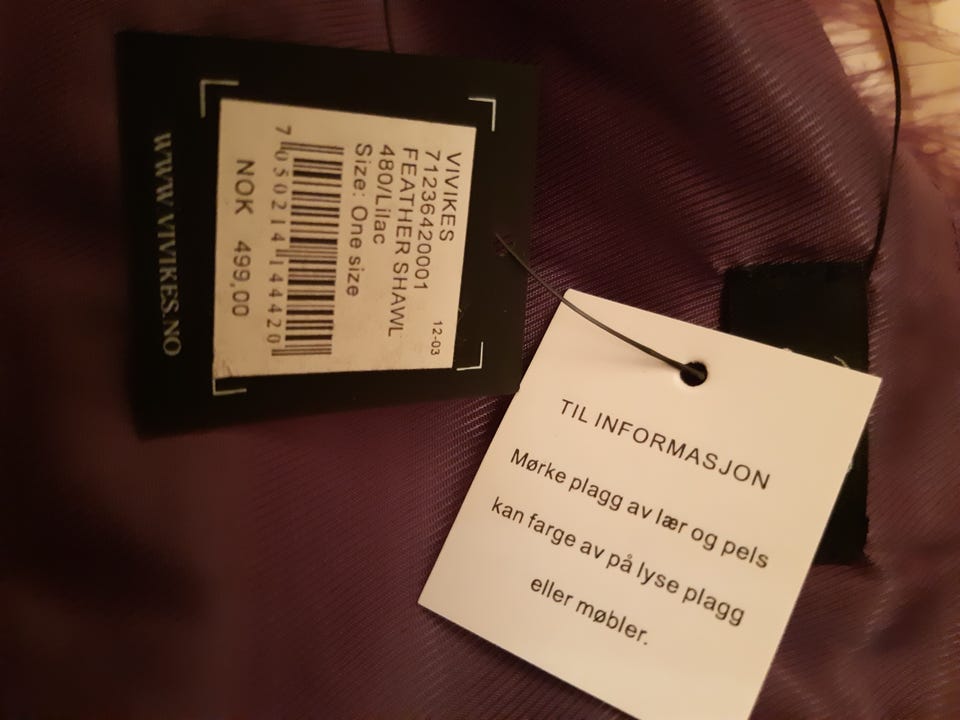 VIVIKES
71236420001 12-03
FEATHER SHAWL
480/Lilac
Size: One size
7 050214 144420
NOK 499,00
WWW.VIVIKES.NO
TIL INFORMASJON
Mørke plagg av lær og pels
kan farge av på lyse plagg
eller møbler.